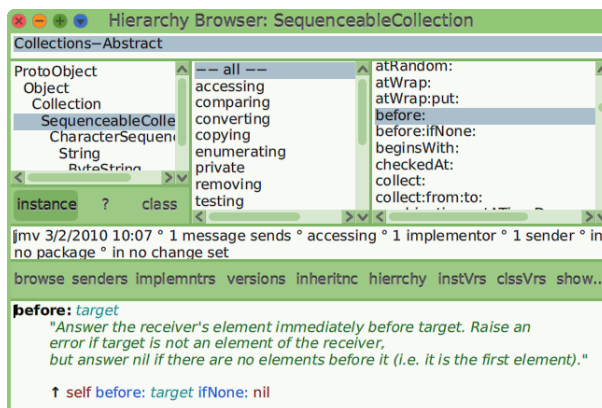 Hierarchy Browser: SequenceableCollection
Collections-Abstract
ProtoObject
Object
Collection
SequenceableColle
CharacterSequen
String
ByteString
instance ? class
-- all --
accessing
comparing
converting
copying
enumerating
private
removing
testing
atRandom:
atWrap:
atWrap:put:
before:
before:ifNone:
beginsWith:
checkedAt:
collect:
collect:from:to:
jmv 3/2/2010 10:07 ° 1 message sends ° accessing ° 1 implementor ° 1 sender ° in
no package ° in no change set
browse senders implemntrs versions inheritnc hierrchy instVrs clssVrs show..
before: target
"Answer the receiver's element immediately before target. Raise an
error if target is not an element of the receiver,
but answer nil if there are no elements before it (i.e. it is the first element)."
↑ self before: target ifNone: nil